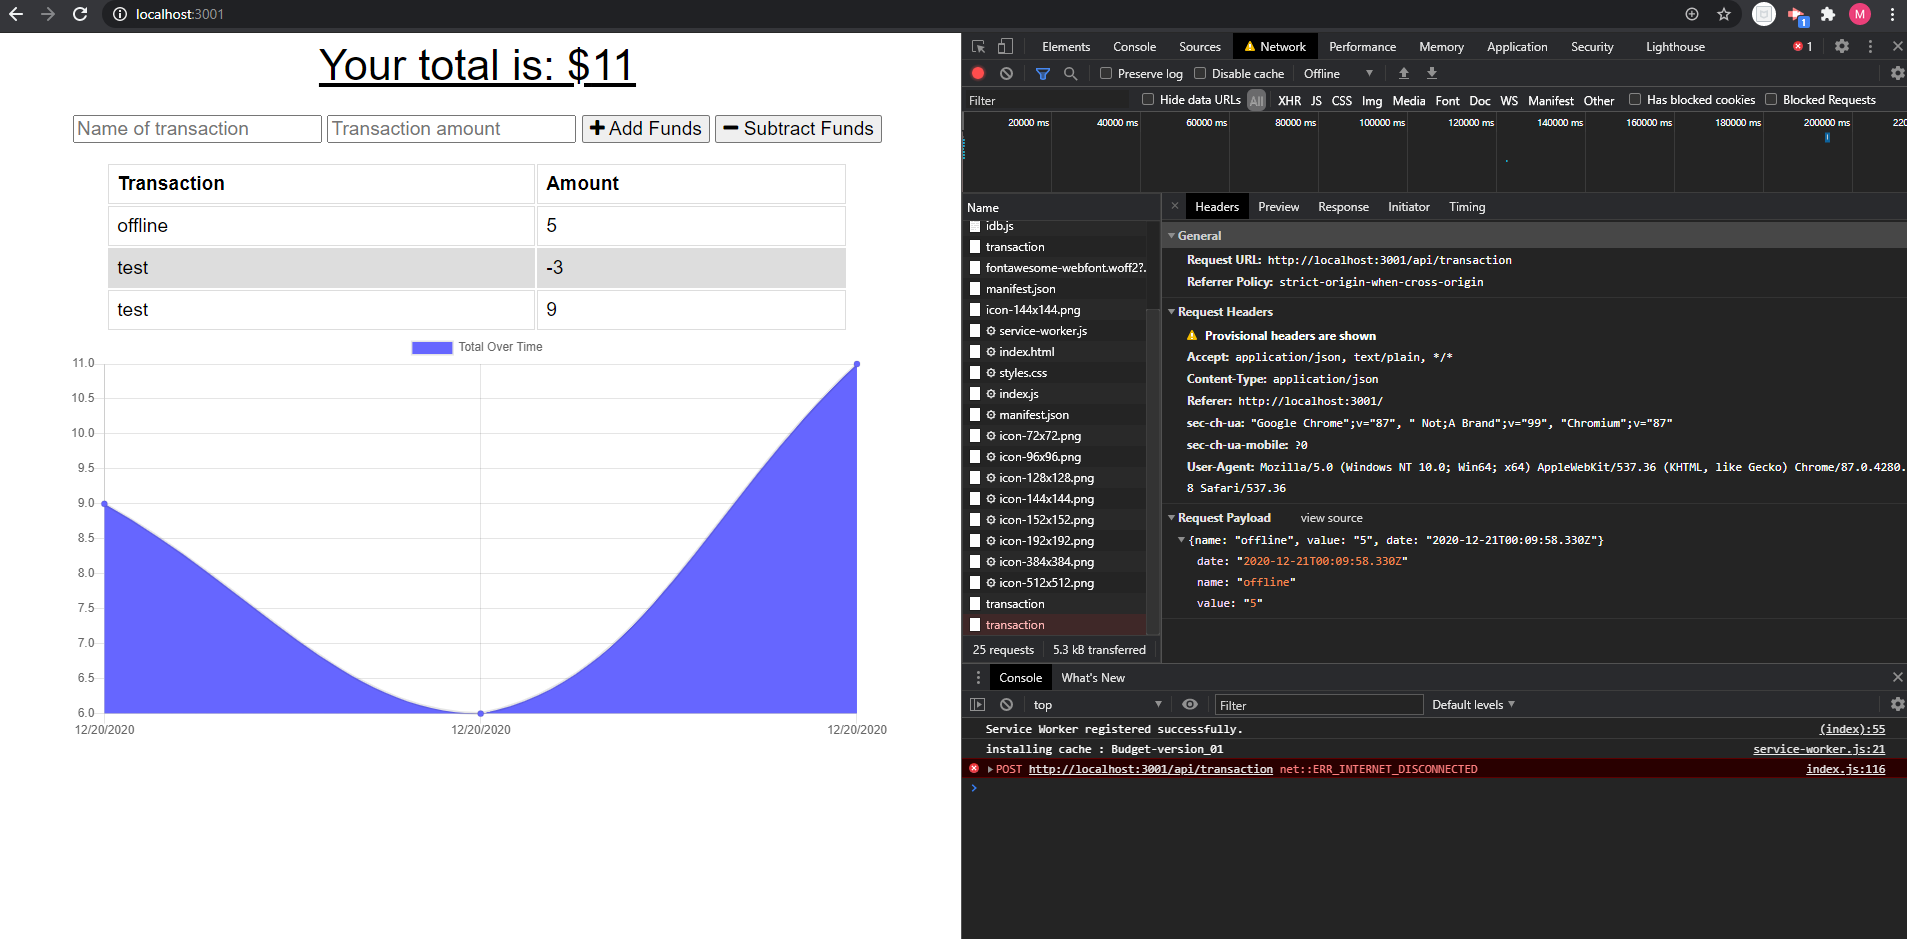 localhost:3001
M
1
Your total is: $11
Name of transaction
Transaction amount
Add Funds
Subtract Funds
Transaction Amount
offline 5
test -3
test 9
Total Over Time
11.0
10.5
10.0
9.5
9.0
8.5
8.0
7.5
7.0
6.5
6.0
12/20/2020 12/20/2020 12/20/2020
Elements Console Sources Network Performance Memory Application Security Lighthouse 1
Preserve log Disable cache Offline
Filter Hide data URLs All XHR JS CSS Img Media Font Doc WS Manifest Other Has blocked cookies Blocked Requests
20000 ms 40000 ms 60000 ms 80000 ms 100000 ms 120000 ms 140000 ms 160000 ms 180000 ms 200000 ms 220
Name
idb.js
transaction
fontawesome-webfont.woff2?.
manifest.json
icon-144x144.png
service-worker.js
index.html
styles.css
index.js
manifest.json
icon-72x72.png
icon-96x96.png
icon-128x128.png
icon-144x144.png
icon-152x152.png
icon-192x192.png
icon-384x384.png
icon-512x512.png
transaction
transaction
25 requests 5.3 kB transferred
Headers Preview Response Initiator Timing
General
Request URL: http://localhost:3001/api/transaction
Referrer Policy: strict-origin-when-cross-origin
Request Headers
Provisional headers are shown
Accept: application/json, text/plain, */*
Content-Type: application/json
Referer: http://localhost:3001/
sec-ch-ua: "Google Chrome";v="87", " Not;A Brand";v="99", "Chromium";v="87"
sec-ch-ua-mobile: ?0
User-Agent: Mozilla/5.0 (Windows NT 10.0; Win64; x64) AppleWebKit/537.36 (KHTML, like Gecko) Chrome/87.0.4280.
8 Safari/537.36
Request Payload view source
{name: "offline", value: "5", date: "2020-12-21T00:09:58.330Z"}
date: "2020-12-21T00:09:58.330Z"
name: "offline"
value: "5"
Console What's New
top Filter Default levels
Service Worker registered successfully. (index):55
installing cache : Budget-version_01 service-worker.js:21
POST http://localhost:3001/api/transaction net::ERR_INTERNET_DISCONNECTED index.js:116